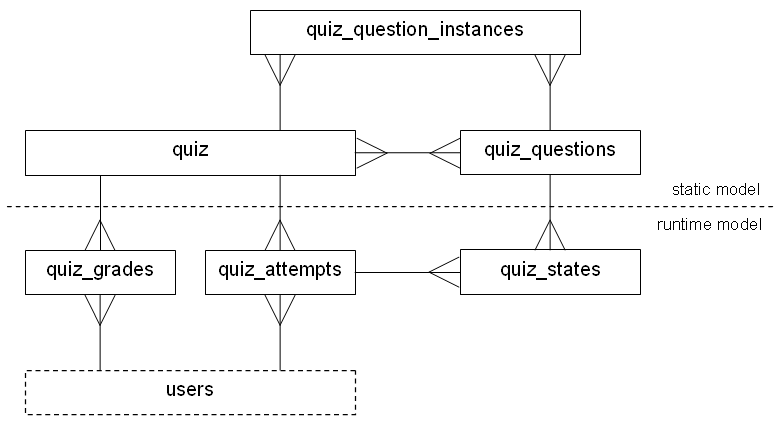 quiz_question_instances
quiz
quiz_questions
static model
runtime model
quiz_grades
quiz_attempts
quiz_states
users